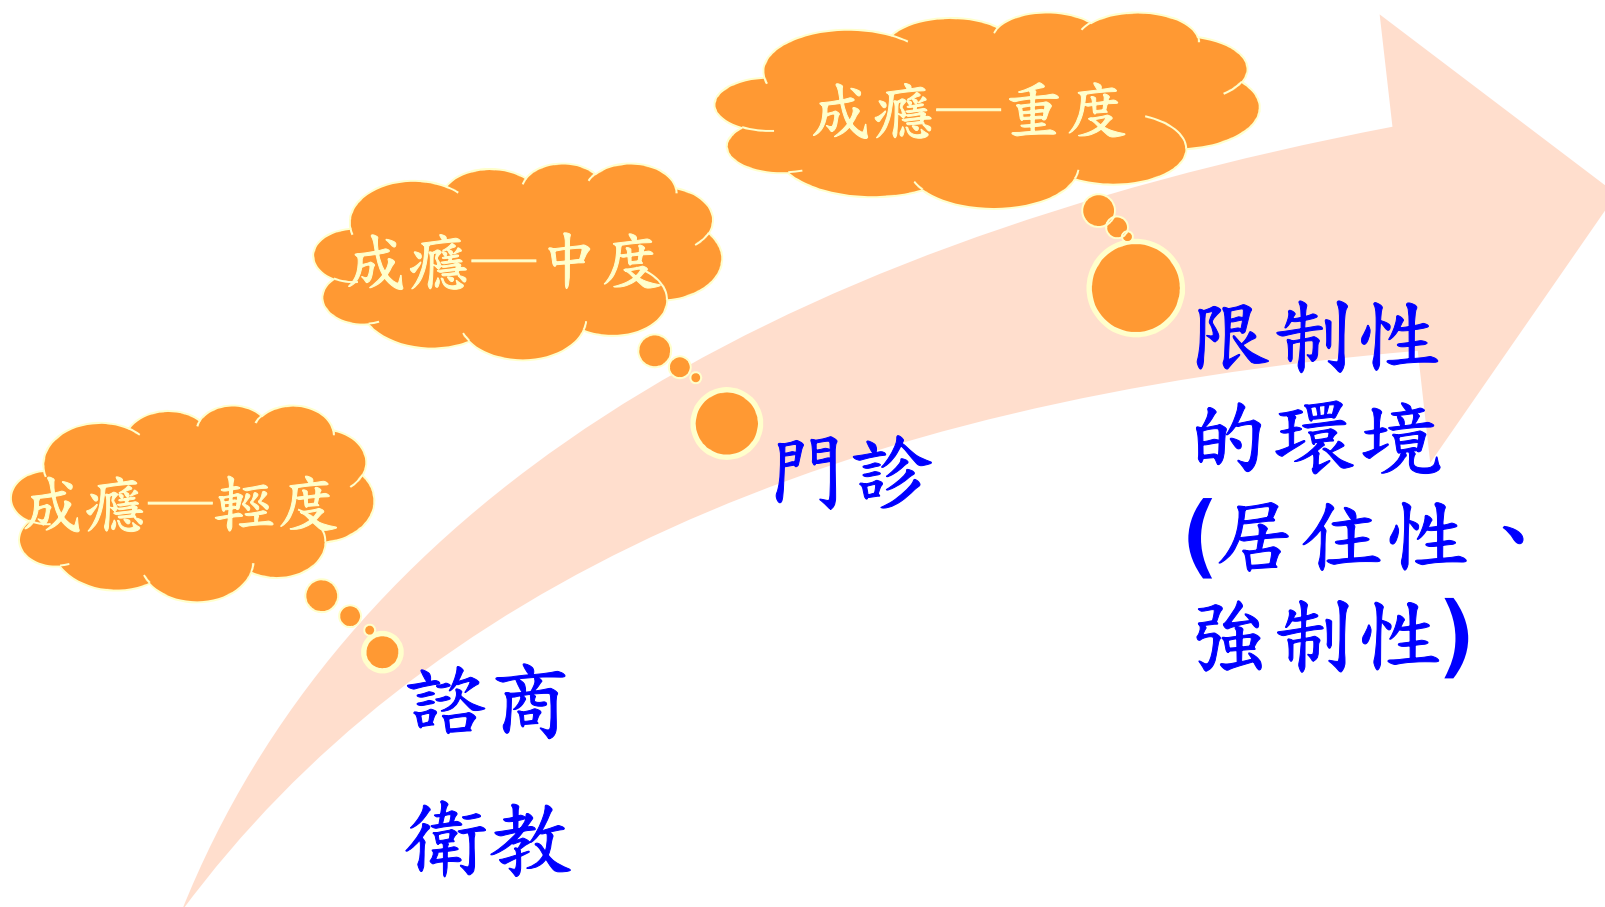 成癮──重度
成癮──中度
成癮──輕度
限制性
的環境
(居住性、
強制性)
門診
諮商
衛教